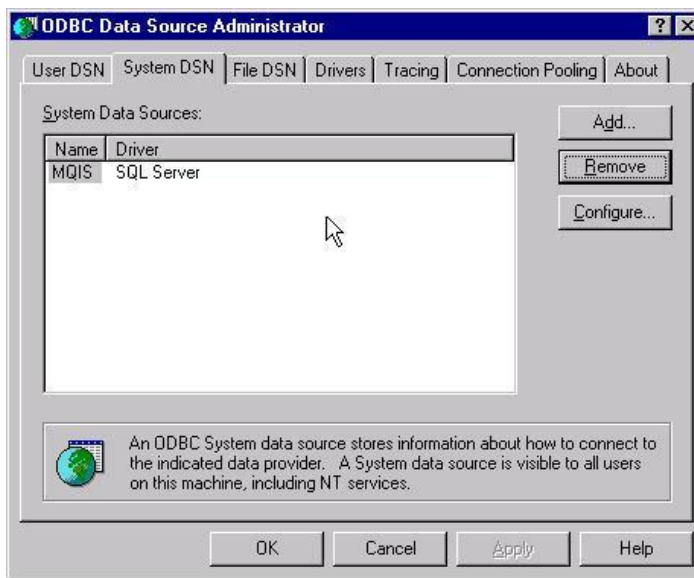 ODBC Data Source Administrator
User DSN System DSN File DSN Drivers Tracing Connection Pooling About
System Data Sources:
Name Driver
MQIS SQL Server
Add...
Remove
Configure...
An ODBC System data source stores information about how to connect to
the indicated data provider. A System data source is visible to all users
on this machine, including NT services.
OK Cancel Apply Help